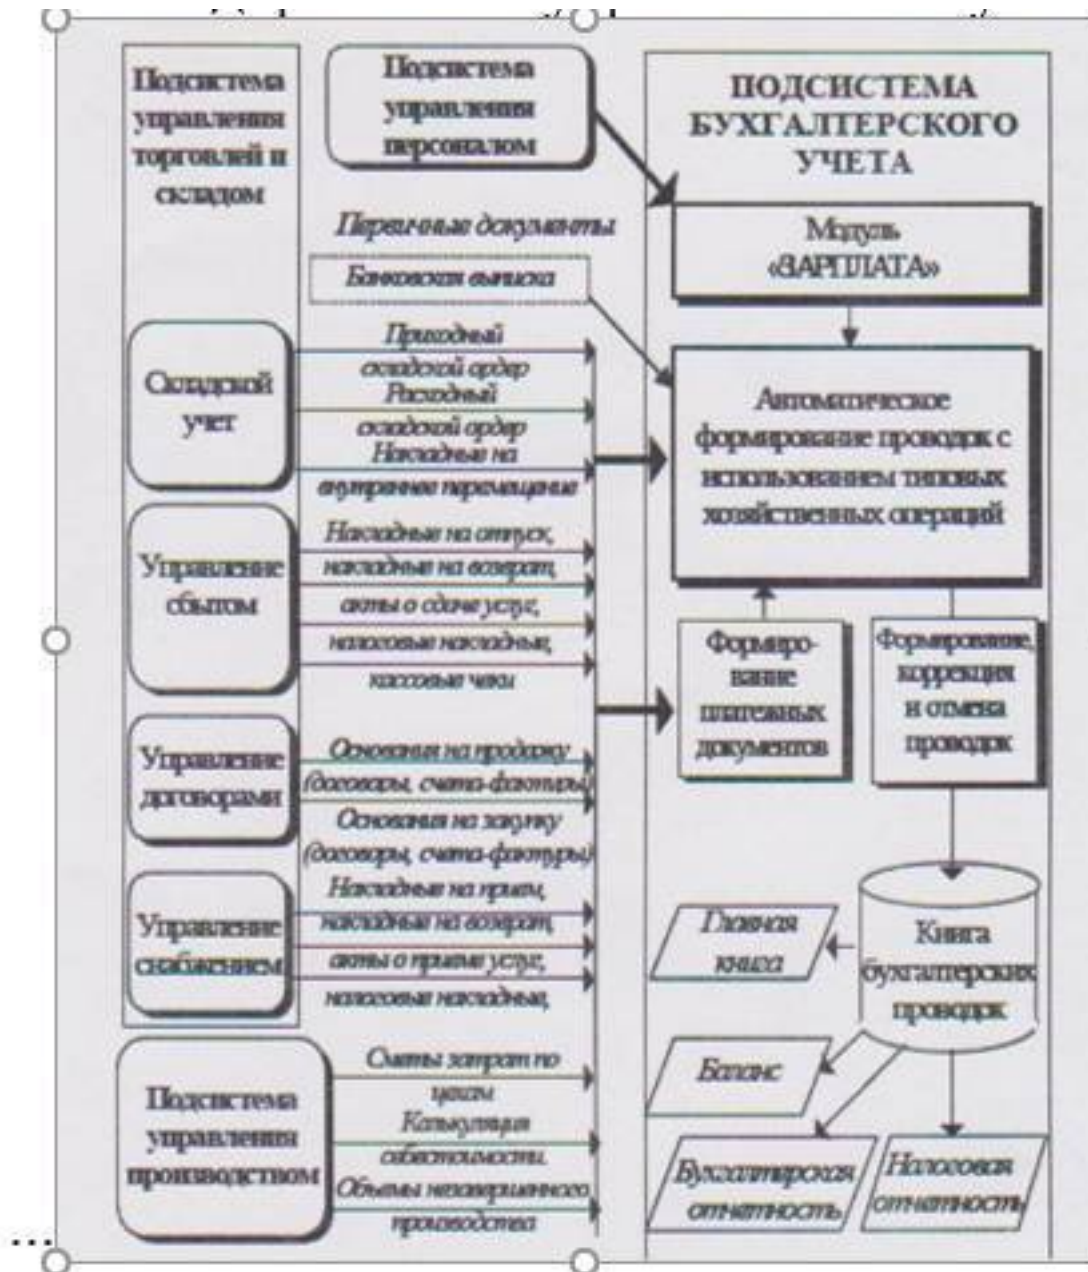 Подсистема
управления
торговлей и
складом
Подсистема
управления
персоналом
ПОДСИСТЕМА
БУХГАЛТЕРСКОГО
УЧЕТА
Первичные документы
Банковская выписка
Модуль
«ЗАРПЛАТА»
Складской
учет
Приходный
складской ордер
Расходный
складской ордер
Накладные на
внутреннее перемещение
Автоматическое
формирование проводок с
использованием типовых
хозяйственных операций
Управление
сбытом
Накладные на отпуск,
накладные на возврат,
акты о сдаче услуг,
налоговые накладные,
кассовые чеки
Формиро-
вание
платежных
документов
Формирование,
коррекция
и отмена
проводок
Управление
договорами
Основания на продажу
(договоры, счета-фактуры)
Основания на закупку
(договоры, счета-фактуры)
Управление
снабжением
Накладные на прием,
накладные на возврат,
акты о приеме услуг,
налоговые накладные,
Главная
книга
Книга
бухгалтерских
проводок
Баланс
Бухгалтирская
отчетность
Налоговая
отчетность
Подсистема
управления
производством
Сметы затрат по
цехам
Калькуляция
себестоимости.
Объемы незавершенного
производства
...